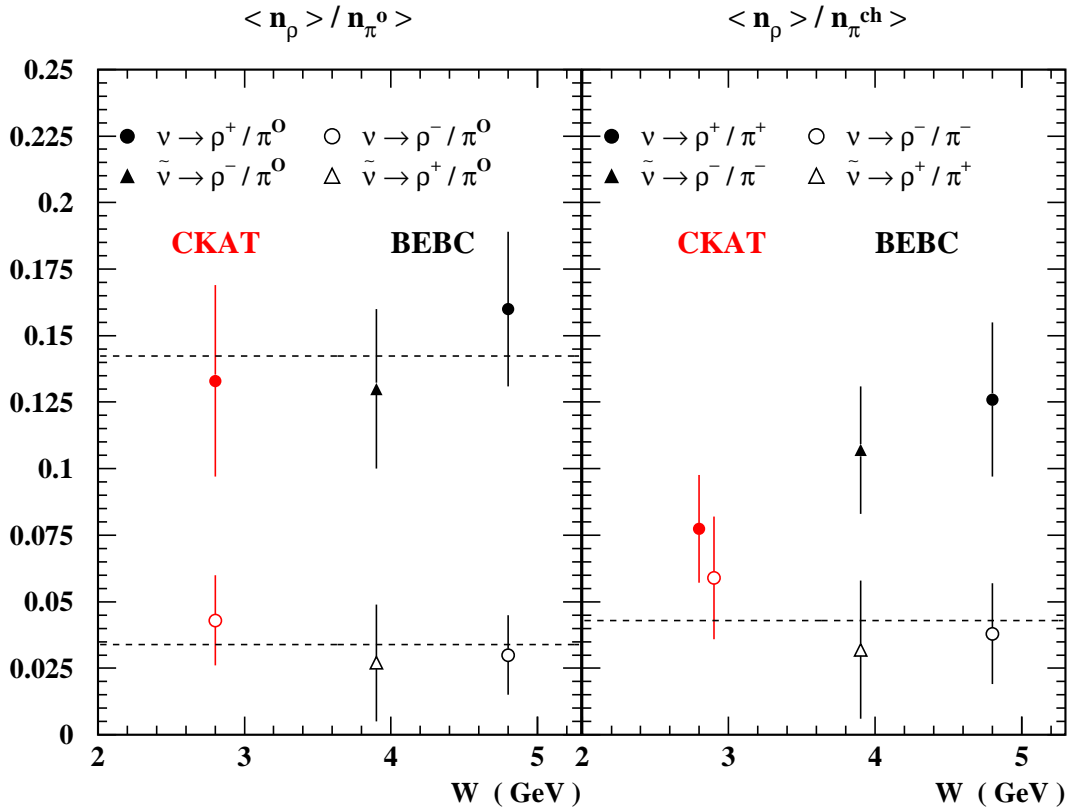 < n_ρ > / n_π⁰ >
< n_ρ > / n_π^ch >
0.25
0.225
0.2
0.175
0.15
0.125
0.1
0.075
0.05
0.025
0
● ν → ρ⁺ / π⁰ ○ ν → ρ⁻ / π⁰
▲ ν̃ → ρ⁻ / π⁰ △ ν̃ → ρ⁺ / π⁰
CKAT BEBC
2 3 4 5
W ( GeV )
● ν → ρ⁺ / π⁺ ○ ν → ρ⁻ / π⁻
▲ ν̃ → ρ⁻ / π⁻ △ ν̃ → ρ⁺ / π⁺
CKAT BEBC
2 3 4 5
W ( GeV )